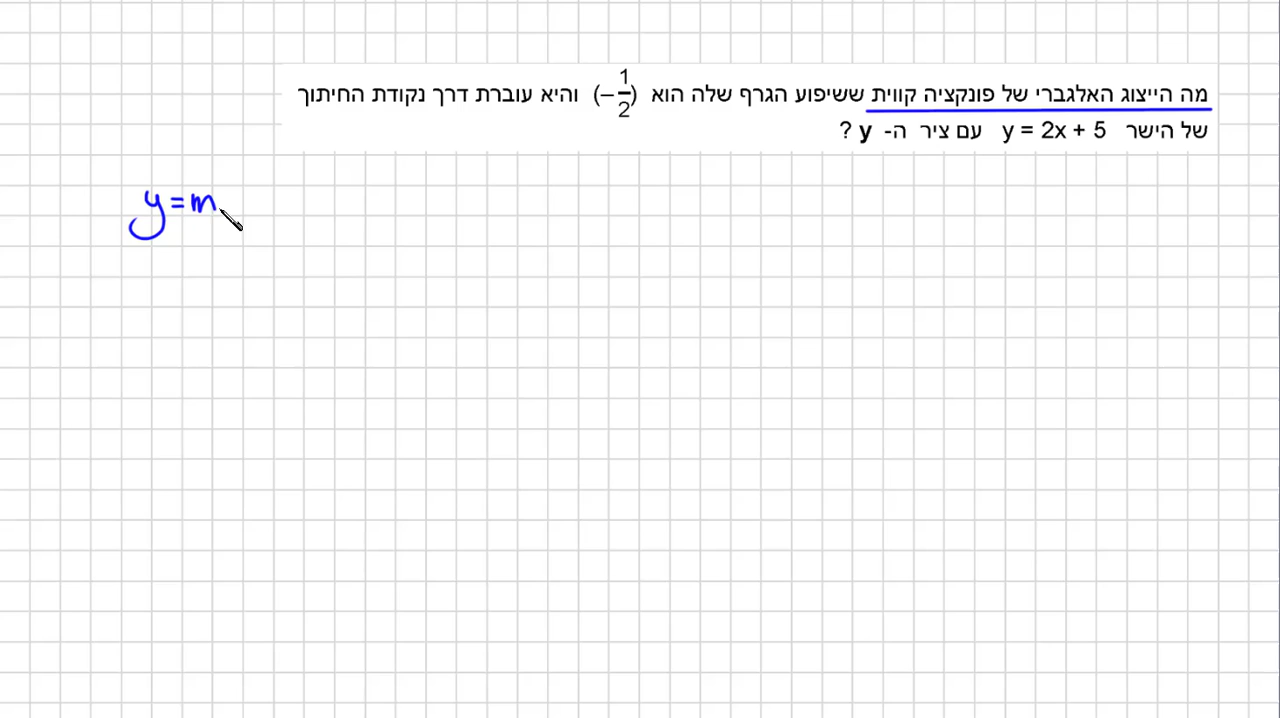 מה הייצוג האלגברי של פונקציה קווית ששיפוע הגרף שלה הוא (−1/2) והיא עוברת דרך נקודת החיתוך
של הישר y = 2x + 5 עם ציר ה- y ?
y = m